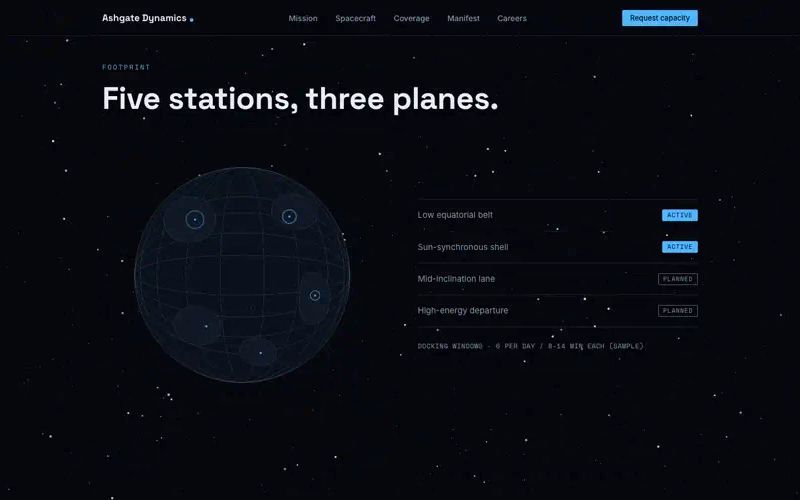 Ashgate Dynamics
Mission Spacecraft Coverage Manifest Careers
Request capacity
FOOTPRINT
Five stations, three planes.
Low equatorial belt ACTIVE
Sun-synchronous shell ACTIVE
Mid-inclination lane PLANNED
High-energy departure PLANNED
DOCKING WINDOWS · 6 PER DAY / 8–14 MIN EACH (SAMPLE)